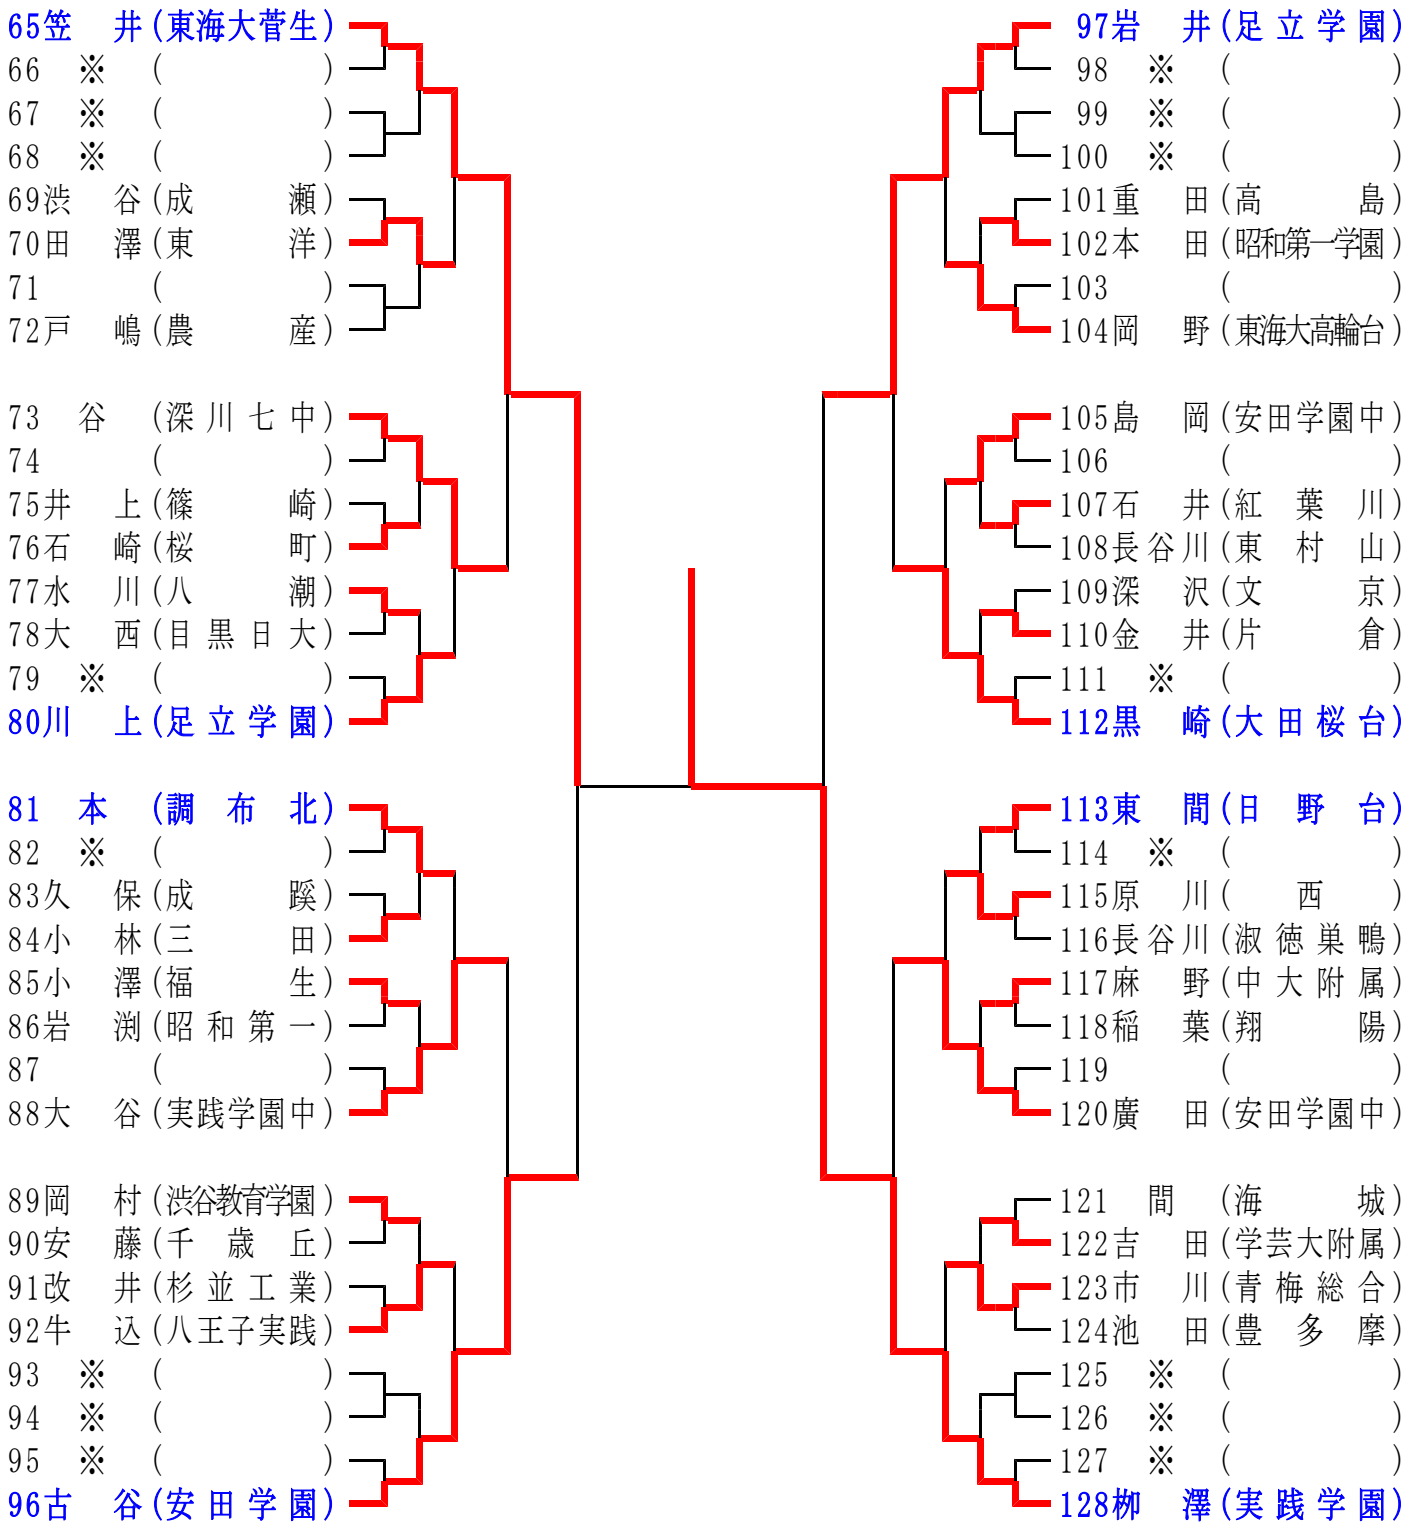 65笠　井(東海大菅生)
66　※　(　　　　)
67　※　(　　　　)
68　※　(　　　　)
69渋　谷(成　　瀬)
70田　澤(東　　洋)
71　　　(　　　　)
72戸　嶋(農　　産)
73　谷　(深川七中)
74　　　(　　　　)
75井　上(篠　　崎)
76石　崎(桜　　町)
77水　川(八　　潮)
78大　西(目黒日大)
79　※　(　　　　)
80川　上(足立学園)
81　本　(調布北)
82　※　(　　　　)
83久　保(成　　蹊)
84小　林(三　　田)
85小　澤(福　　生)
86岩　渕(昭和第一)
87　　　(　　　　)
88大　谷(実践学園中)
89岡　村(渋谷教育学園)
90安　藤(千歳丘)
91改　井(杉並工業)
92牛　込(八王子実践)
93　※　(　　　　)
94　※　(　　　　)
95　※　(　　　　)
96古　谷(安田学園)
97岩　井(足立学園)
98　※　(　　　　)
99　※　(　　　　)
100　※　(　　　　)
101重　田(高　　島)
102本　田(昭和第一学園)
103　　　(　　　　)
104岡　野(東海大高輪台)
105島　岡(安田学園中)
106　　　(　　　　)
107石　井(紅葉川)
108長谷川(東村山)
109深　沢(文　　京)
110金　井(片　　倉)
111　※　(　　　　)
112黒　崎(大田桜台)
113東　間(日野台)
114　※　(　　　　)
115原　川(　西　)
116長谷川(淑徳巣鴨)
117麻　野(中大附属)
118稲　葉(翔　　陽)
119　　　(　　　　)
120廣　田(安田学園中)
121　間　(海　　城)
122吉　田(学芸大附属)
123市　川(青梅総合)
124池　田(豊多摩)
125　※　(　　　　)
126　※　(　　　　)
127　※　(　　　　)
128栁　澤(実践学園)